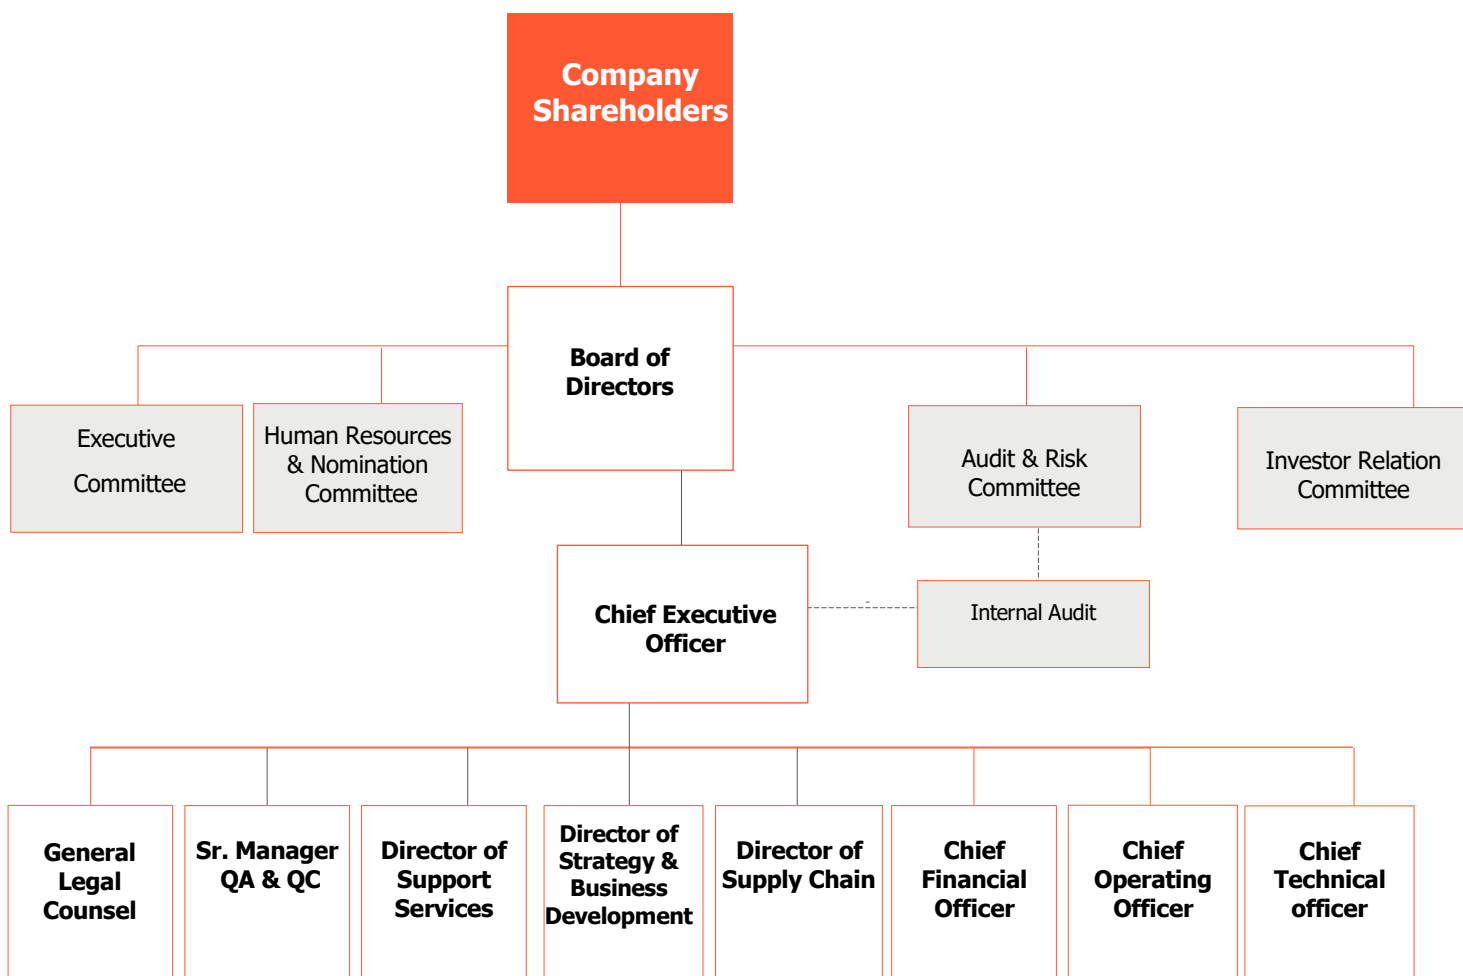 Company
Shareholders
Board of
Directors
Executive
Committee
Human Resources
& Nomination
Committee
Audit & Risk
Committee
Investor Relation
Committee
Chief Executive
Officer
Internal Audit
General
Legal
Counsel
Sr. Manager
QA & QC
Director of
Support
Services
Director of
Strategy &
Business
Development
Director of
Supply Chain
Chief
Financial
Officer
Chief
Operating
Officer
Chief
Technical
officer